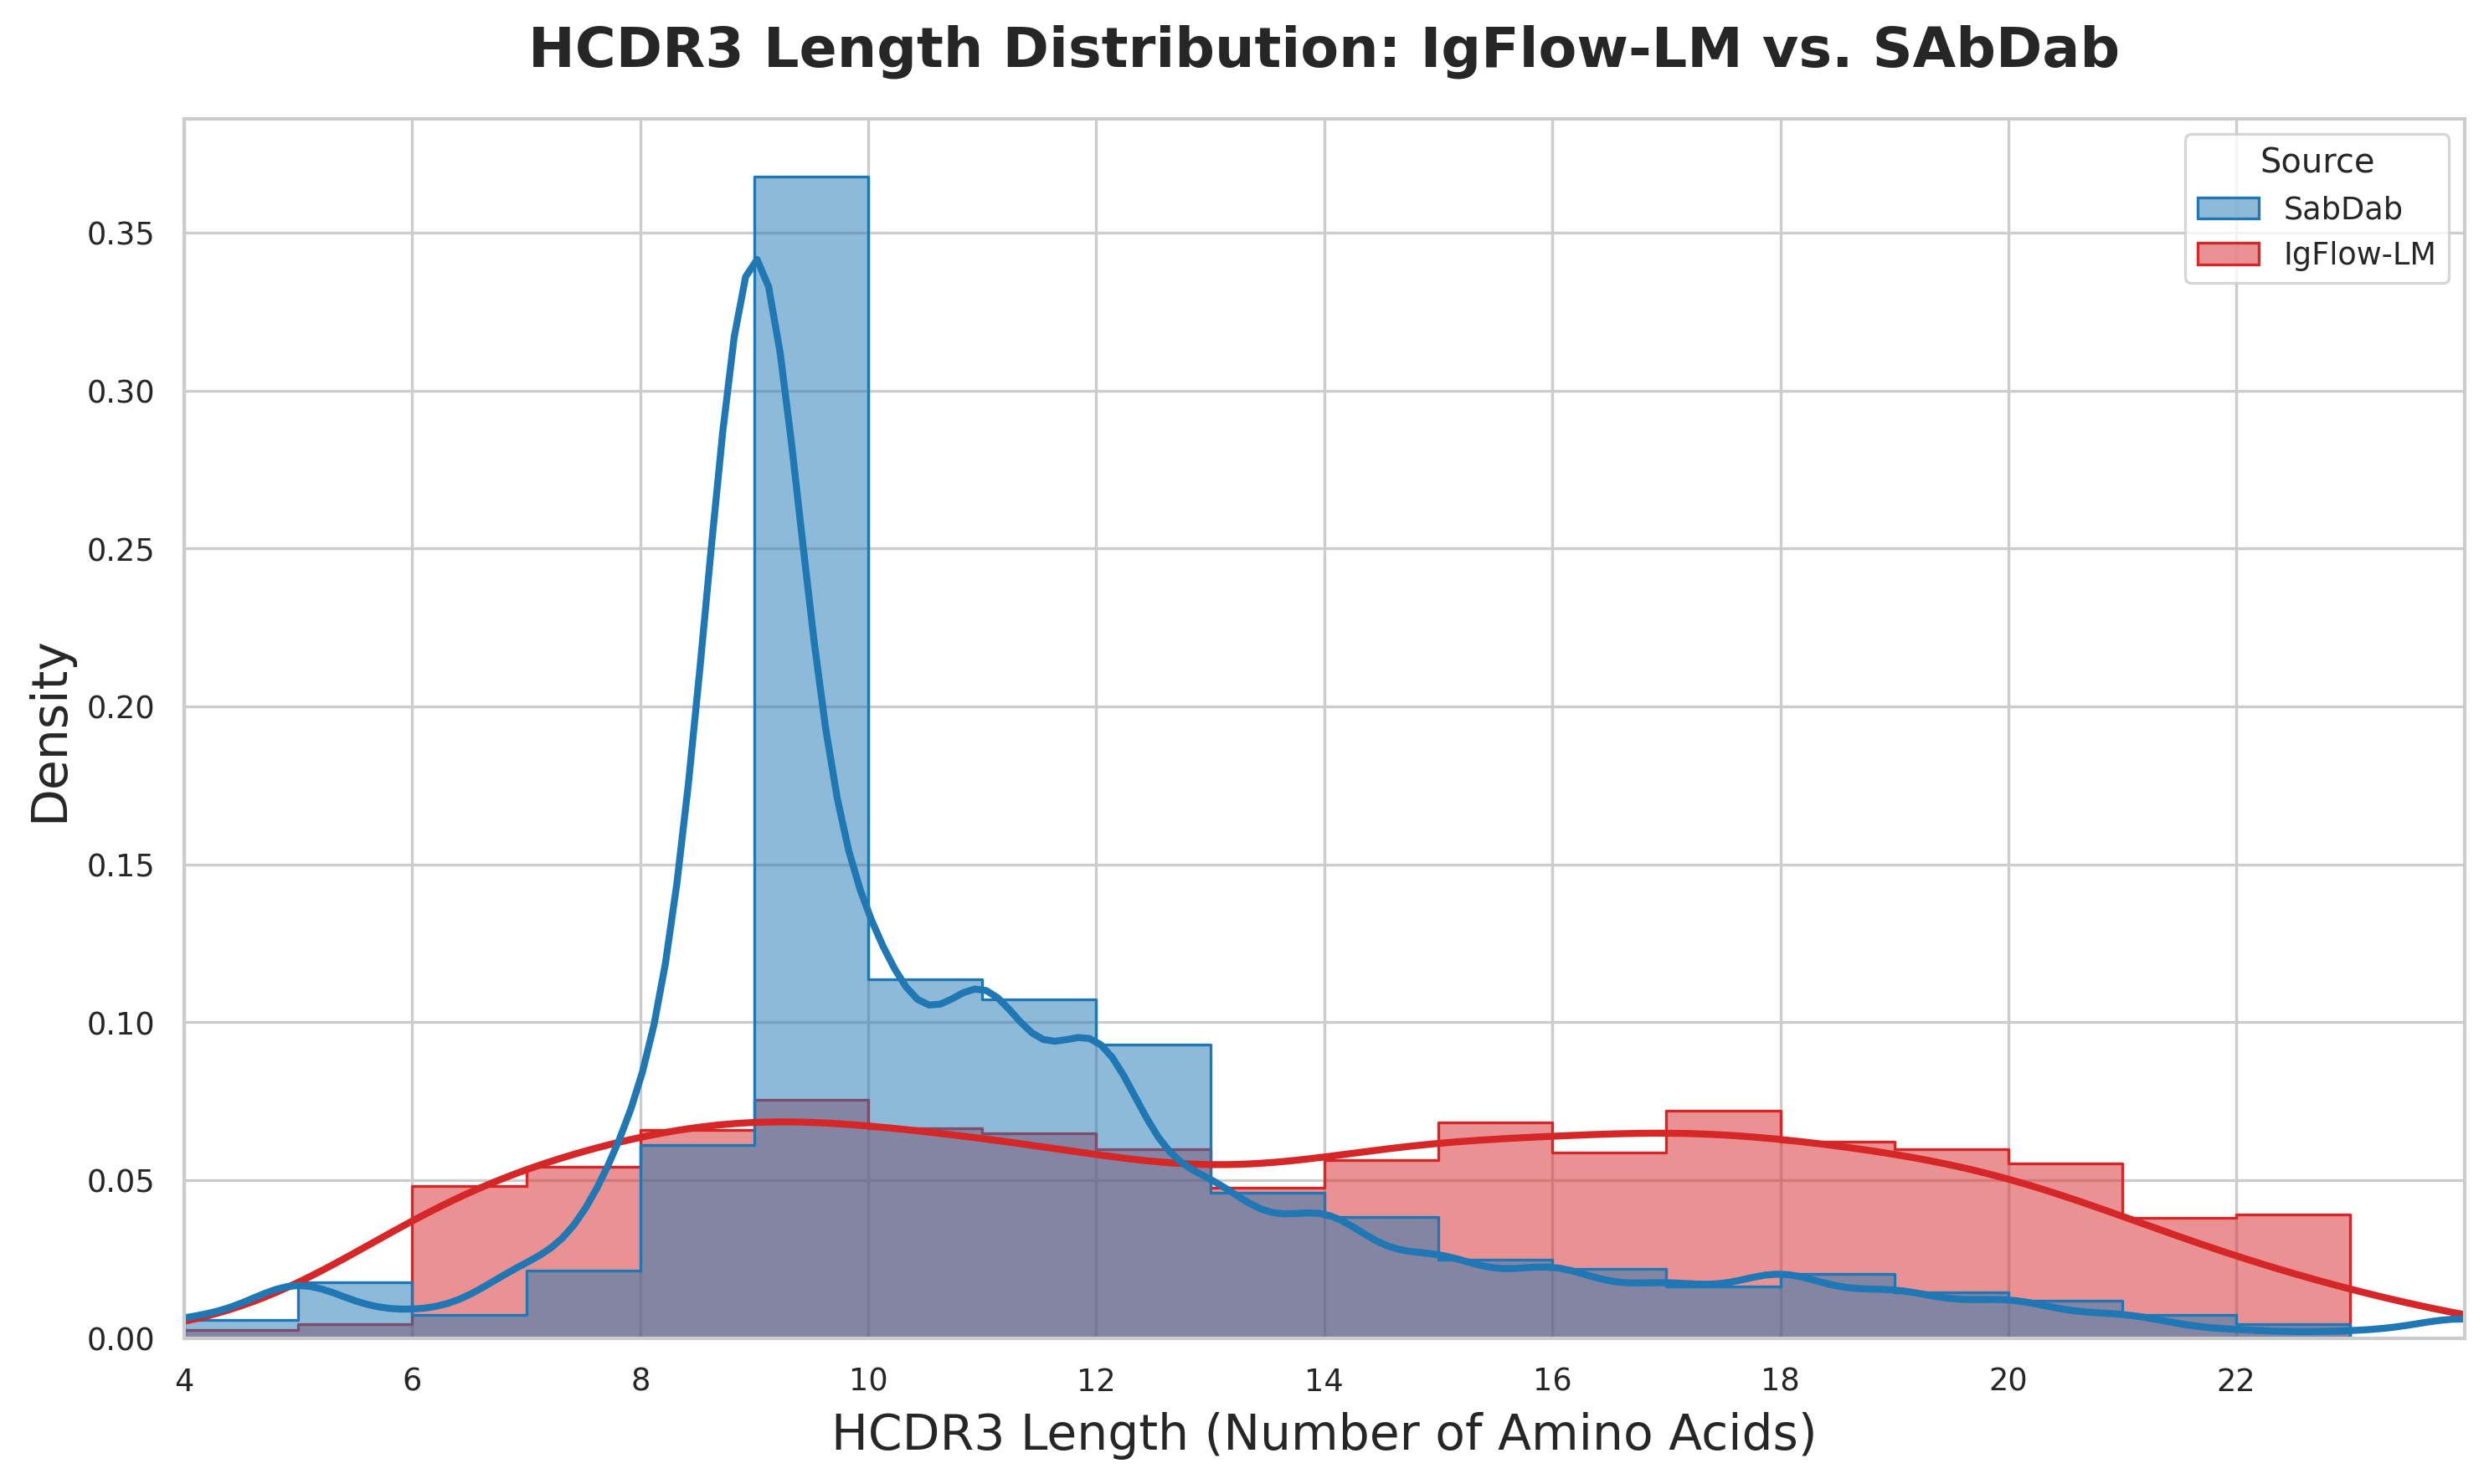 HCDR3 Length Distribution: IgFlow-LM vs. SAbDab
Source
SabDab
IgFlow-LM
Density
0.35
0.30
0.25
0.20
0.15
0.10
0.05
0.00
4 6 8 10 12 14 16 18 20 22
HCDR3 Length (Number of Amino Acids)